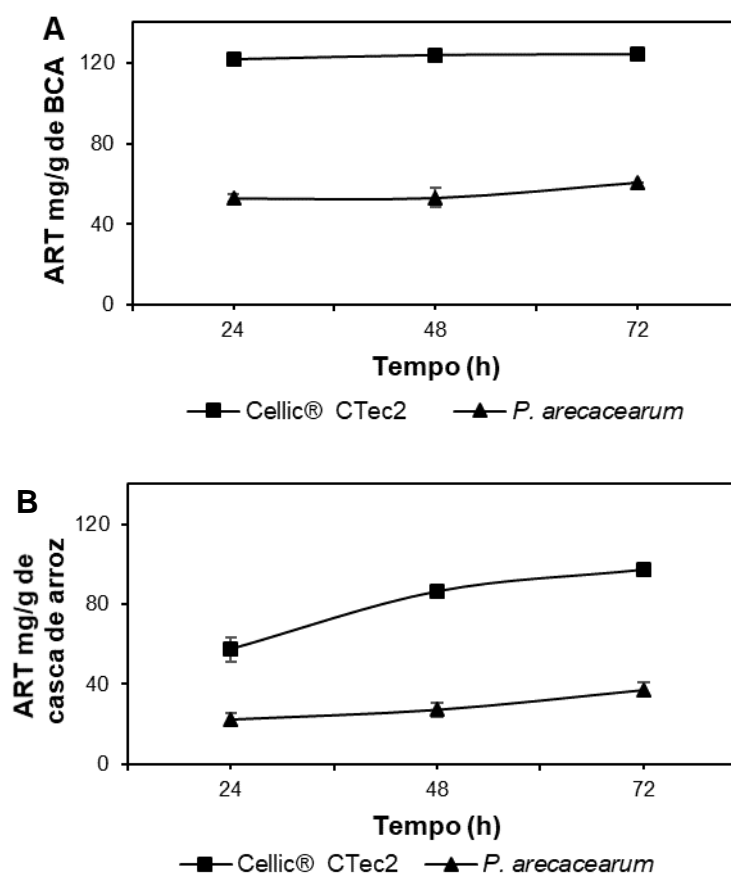 A
ART mg/g de BCA
120
80
40
0
24 48 72
Tempo (h)
Cellic® CTec2 P. arecacearum
B
ART mg/g de
casca de arroz
120
80
40
0
24 48 72
Tempo (h)
Cellic® CTec2 P. arecacearum